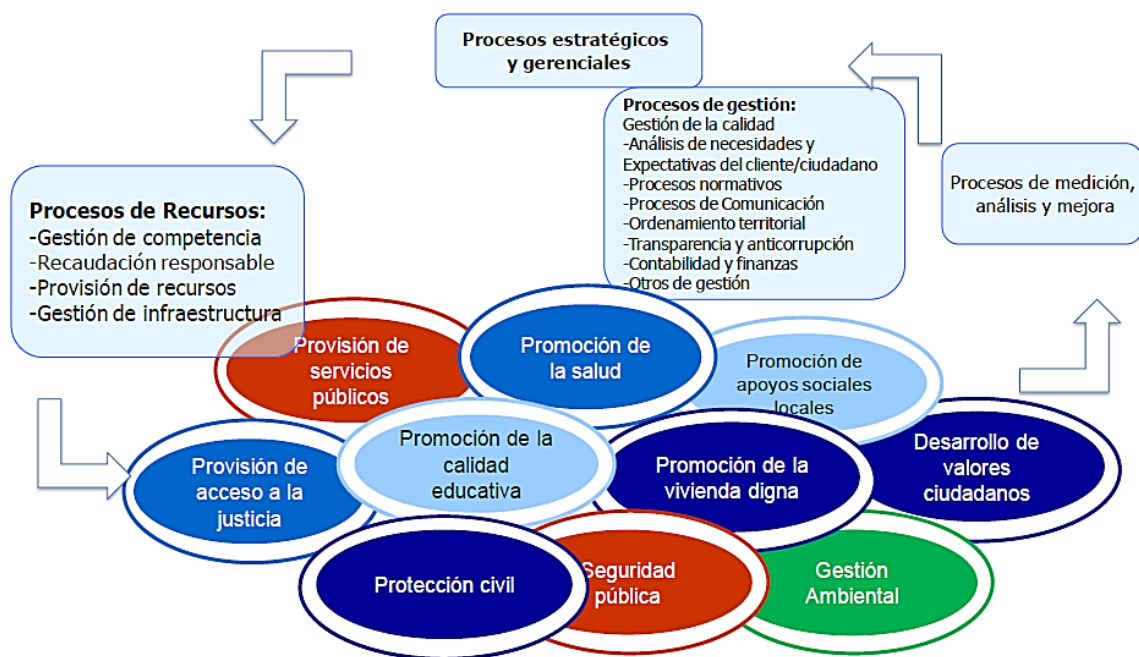 Procesos estratégicos
y gerenciales
Procesos de gestión:
Gestión de la calidad
-Análisis de necesidades y
Expectativas del cliente/ciudadano
-Procesos normativos
-Procesos de Comunicación
-Ordenamiento territorial
-Transparencia y anticorrupción
-Contabilidad y finanzas
-Otros de gestión
Procesos de medición,
análisis y mejora
Procesos de Recursos:
-Gestión de competencia
-Recaudación responsable
-Provisión de recursos
-Gestión de infraestructura
Provisión de
servicios
públicos
Promoción de
la salud
Promoción de
apoyos sociales
locales
Provisión de
acceso a la
justicia
Promoción de la
calidad
educativa
Promoción de la
vivienda digna
Desarrollo de
valores
ciudadanos
Protección civil
Seguridad
pública
Gestión
Ambiental